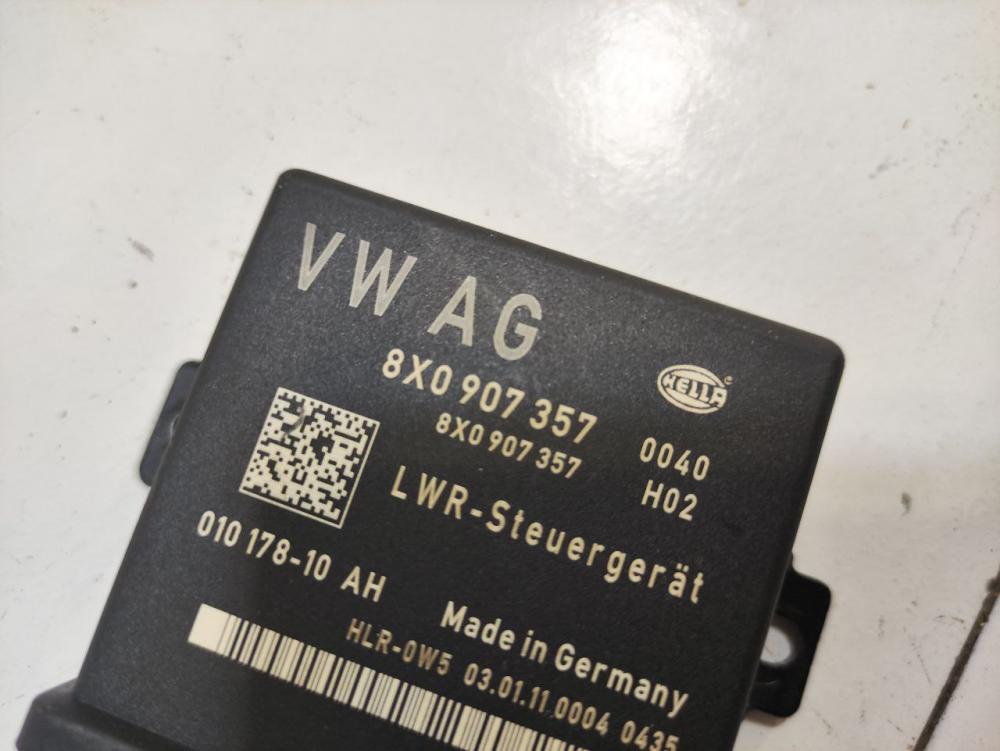 VW AG
8X0 907 357
HELLA
8X0 907 357
0040
H02
LWR-Steuergerät
010 178-10 AH
Made in Germany
HLR-0W5 03.01.11 0004 0435